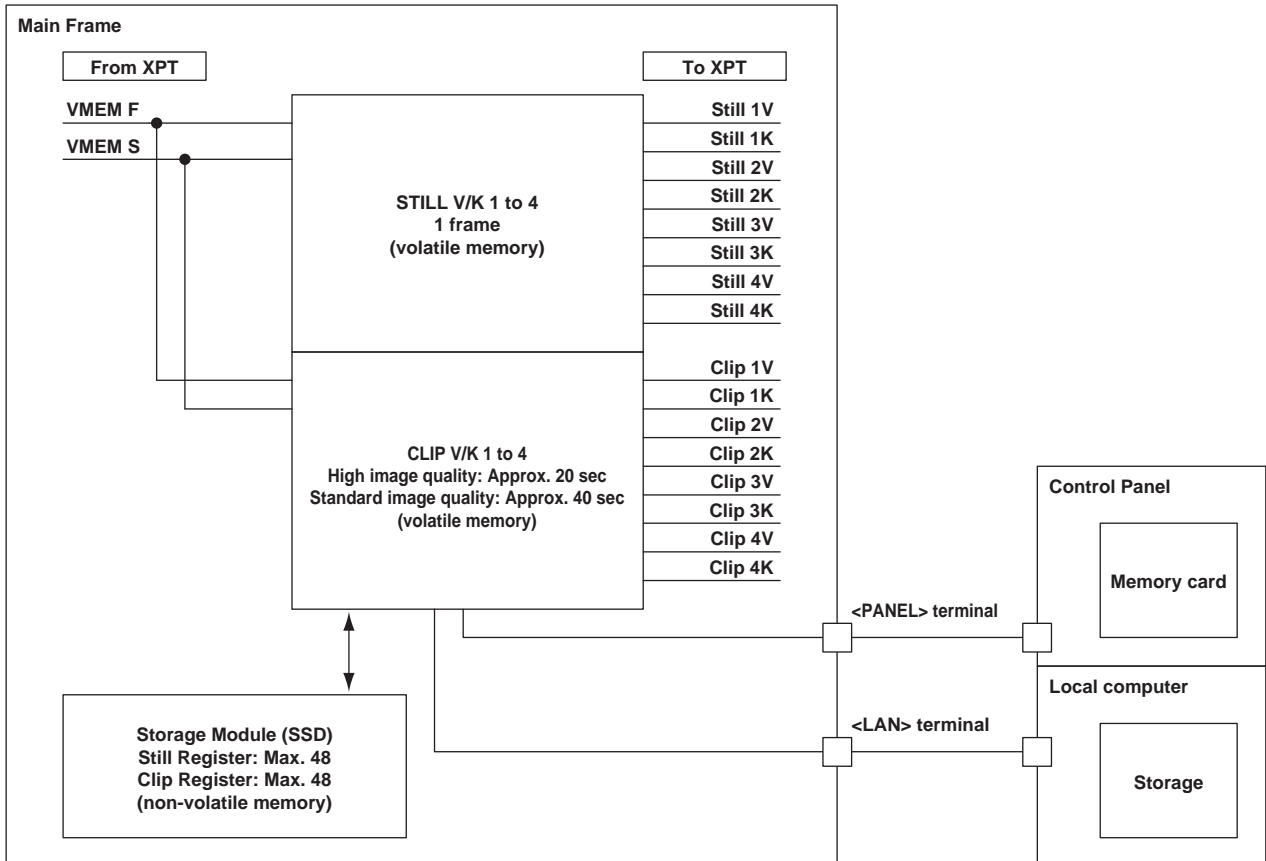 Main Frame
From XPT
To XPT
VMEM F
VMEM S
STILL V/K 1 to 4
1 frame
(volatile memory)
Still 1V
Still 1K
Still 2V
Still 2K
Still 3V
Still 3K
Still 4V
Still 4K
CLIP V/K 1 to 4
High image quality: Approx. 20 sec
Standard image quality: Approx. 40 sec
(volatile memory)
Clip 1V
Clip 1K
Clip 2V
Clip 2K
Clip 3V
Clip 3K
Clip 4V
Clip 4K
Control Panel
Memory card
<PANEL> terminal
Local computer
<LAN> terminal
Storage
Storage Module (SSD)
Still Register: Max. 48
Clip Register: Max. 48
(non-volatile memory)